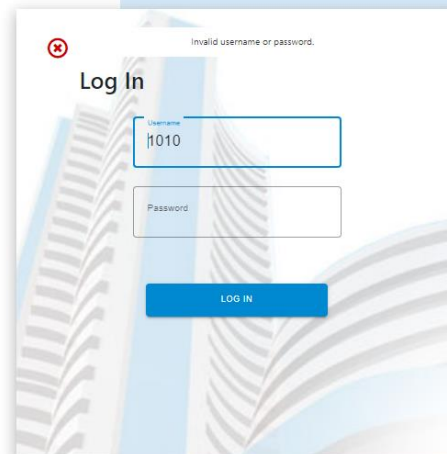 Invalid username or password.
Log In
Username
1010
Password
LOG IN